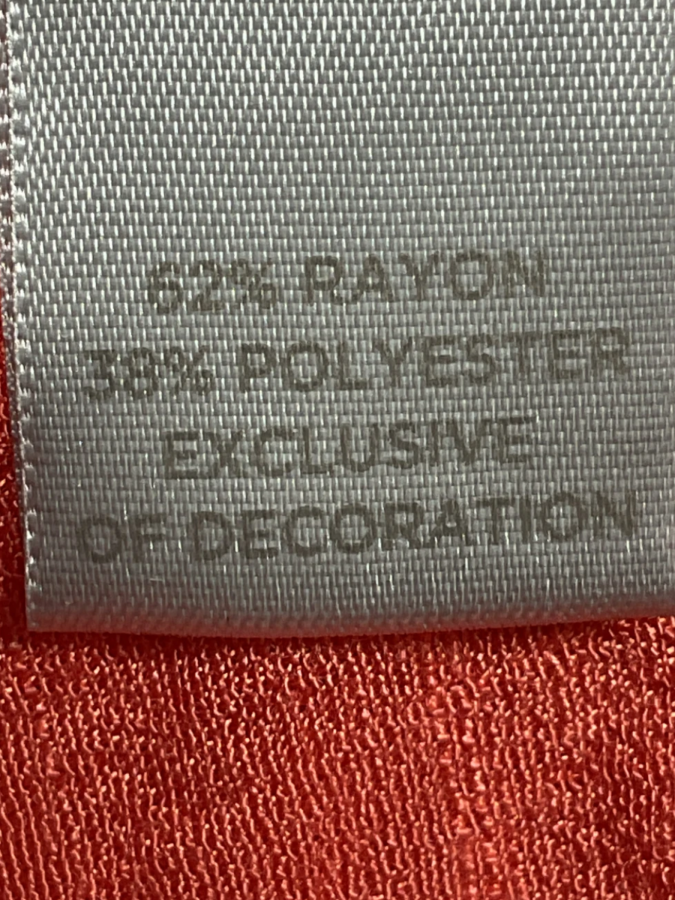 62% RAYON
38% POLYESTER
EXCLUSIVE
OF DECORATION